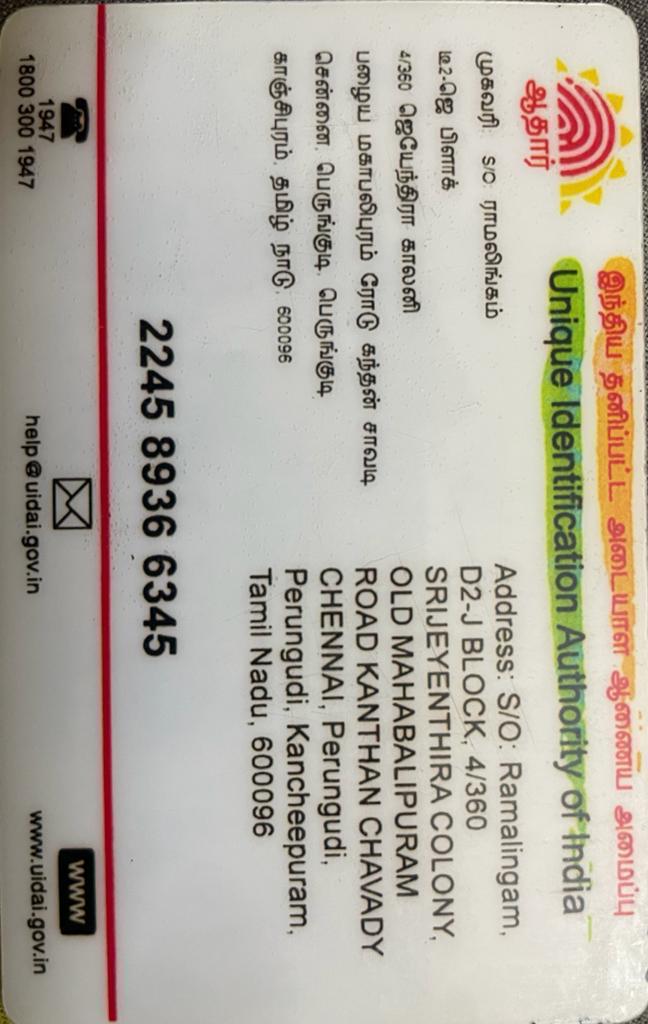 இந்திய தனிப்பட்ட அடையாள ஆணைய அமைப்பு
Unique Identification Authority of India
ஆதார்
முகவரி: S/O: ராமலிங்கம்
டி2-ஜெ பிளாக்
4/360 ஜெயேந்திரா காலனி
பழைய மகாபலிபுரம் ரோடு கந்தன் சாவடி
சென்னை, பெருங்குடி, பெருங்குடி
காஞ்சிபுரம், தமிழ் நாடு, 600096
Address: S/O: Ramalingam,
D2-J BLOCK, 4/360
SRIJEYENTHIRA COLONY,
OLD MAHABALIPURAM
ROAD KANTHAN CHAVADY
CHENNAI, Perungudi,
Perungudi, Kancheepuram,
Tamil Nadu, 600096
2245 8936 6345
1947
1800 300 1947
help@uidai.gov.in
www
www.uidai.gov.in